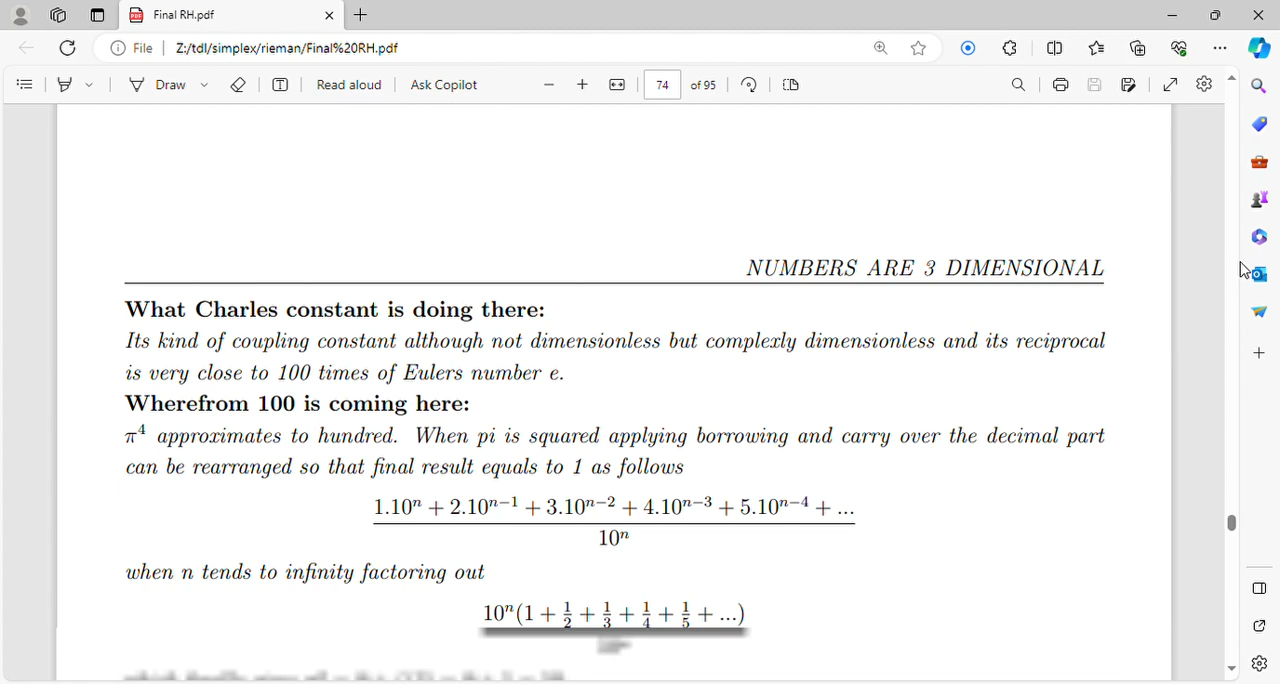 Final RH.pdf
File
Z:/tdl/simplex/rieman/Final%20RH.pdf
Draw
Read aloud
Ask Copilot
74 of 95
NUMBERS ARE 3 DIMENSIONAL
What Charles constant is doing there:
Its kind of coupling constant although not dimensionless but complexly dimensionless and its reciprocal
is very close to 100 times of Eulers number e.
Wherefrom 100 is coming here:
π⁴ approximates to hundred. When pi is squared applying borrowing and carry over the decimal part
can be rearranged so that final result equals to 1 as follows
1.10ⁿ + 2.10ⁿ⁻¹ + 3.10ⁿ⁻² + 4.10ⁿ⁻³ + 5.10ⁿ⁻⁴ + ...
10ⁿ
when n tends to infinity factoring out
10ⁿ(1 + 1/2 + 1/3 + 1/4 + 1/5 + ...)